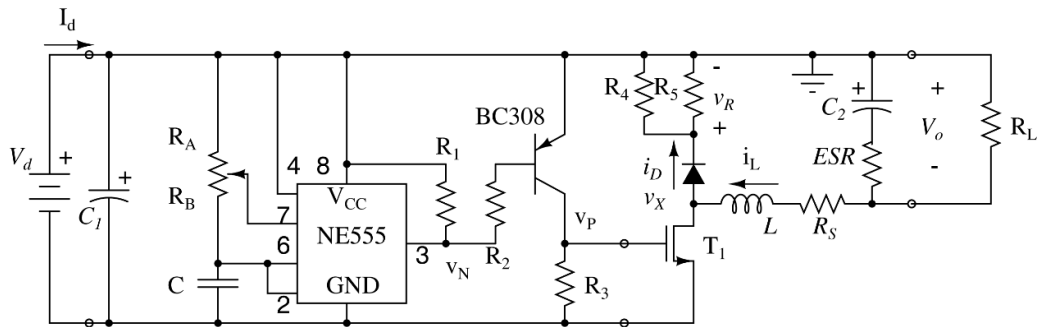 I_d
V_d
+
C_1
+
R_A
R_B
C
4
8
V_CC
7
NE555
6
3
GND
2
R_1
v_N
R_2
BC308
v_P
R_3
R_4
R_5
-
v_R
+
i_D
v_X
i_L
L
R_S
T_1
+
C_2
ESR
+
V_o
-
R_L